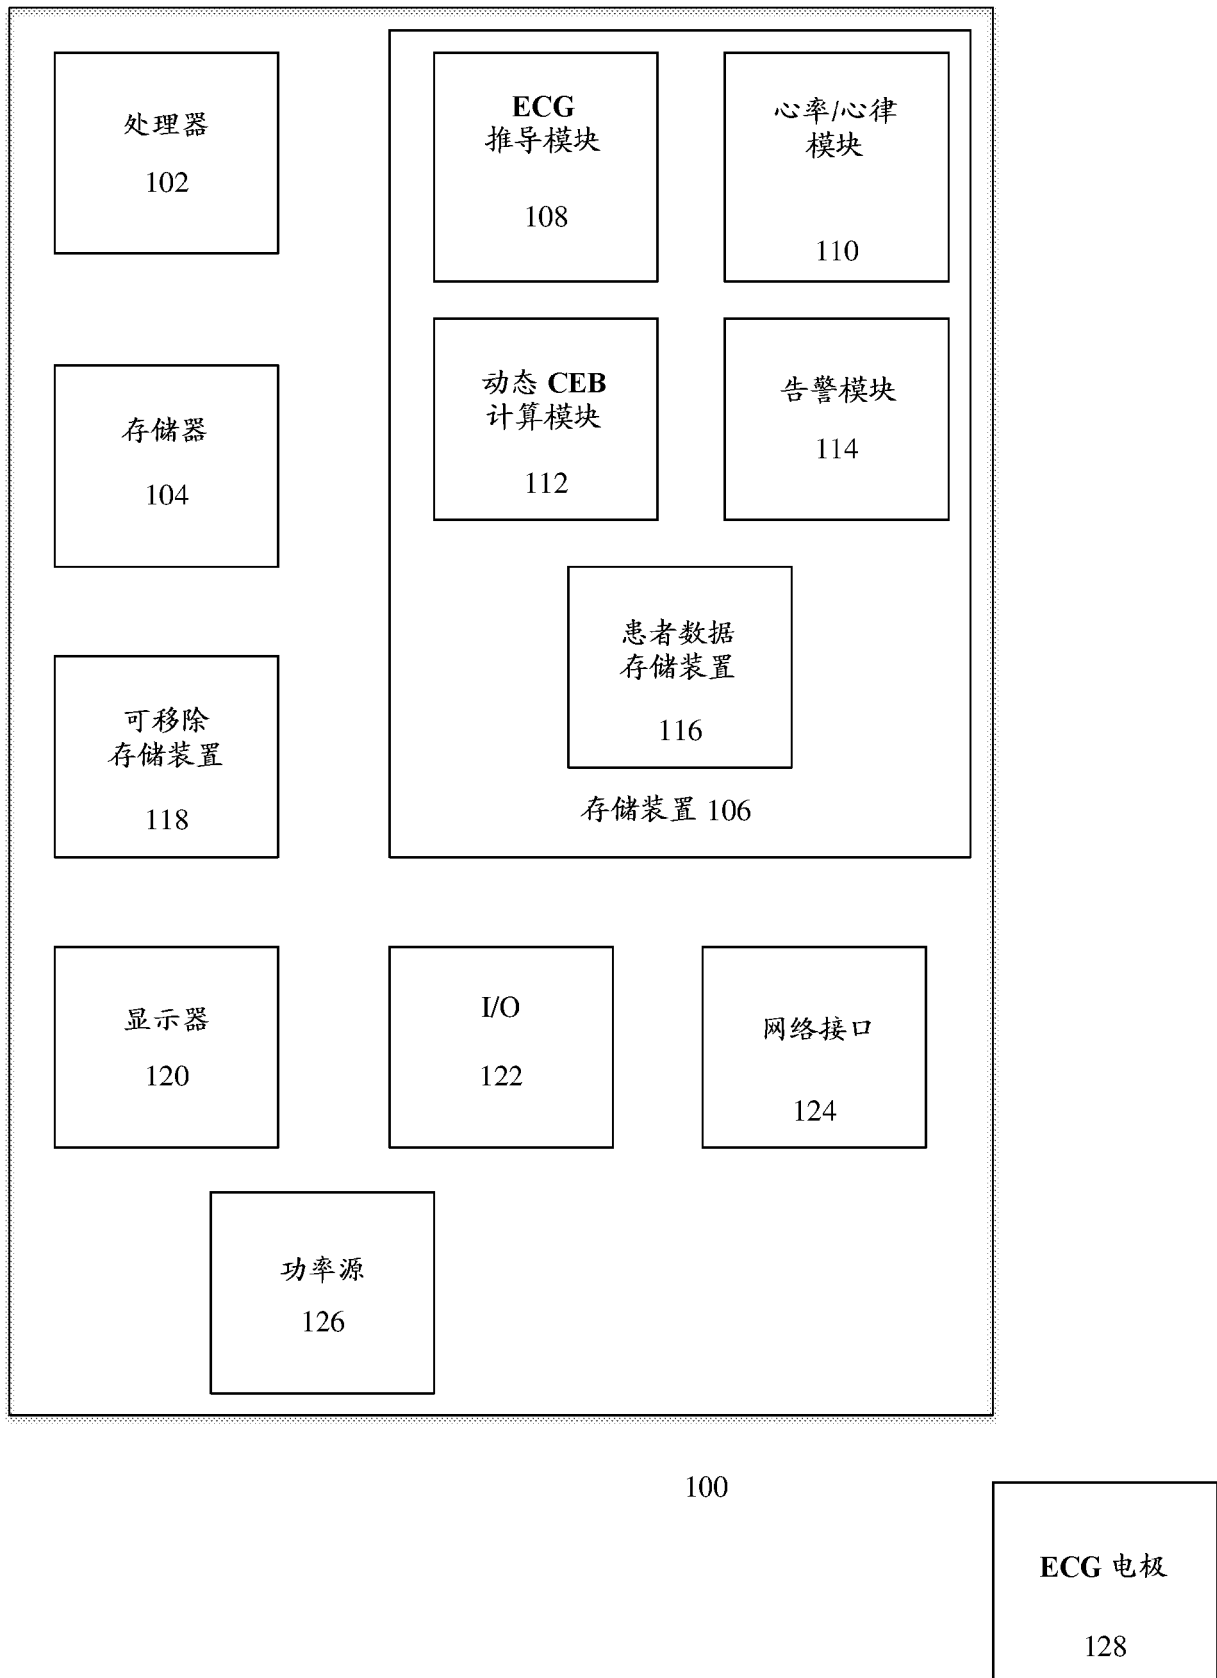 处理器
102
ECG
推导模块
108
心率/心律
模块
110
存储器
104
动态 CEB
计算模块
112
告警模块
114
患者数据
存储装置
116
存储装置 106
可移除
存储装置
118
显示器
120
I/O
122
网络接口
124
功率源
126
100
ECG 电极
128